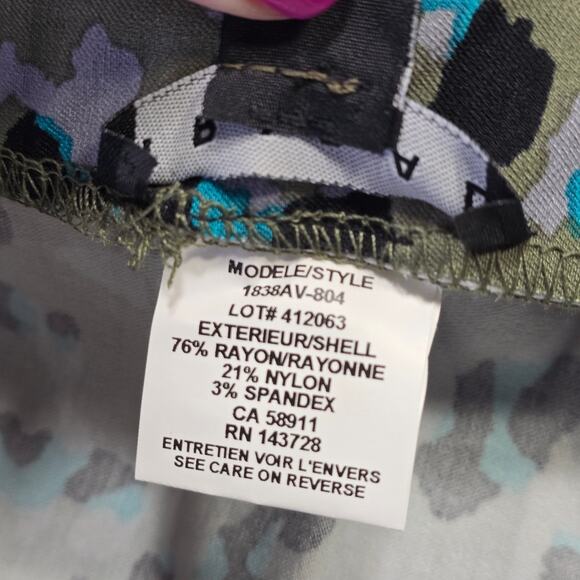 MODELE/STYLE
1838AV-804
LOT# 412063
EXTERIEUR/SHELL
76% RAYON/RAYONNE
21% NYLON
3% SPANDEX
CA 58911
RN 143728
ENTRETIEN VOIR L'ENVERS
SEE CARE ON REVERSE